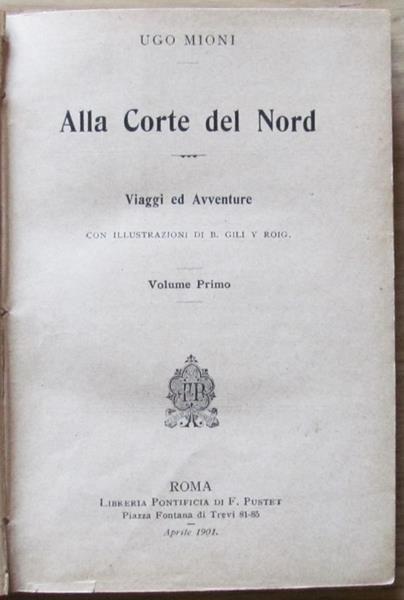 UGO MIONI
Alla Corte del Nord
Viaggi ed Avventure
CON ILLUSTRAZIONI DI B. GILI Y ROIG.
Volume Primo
FP
ROMA
LIBRERIA PONTIFICIA DI F. PUSTET
Piazza Fontana di Trevi 81-85
Aprile 1901.